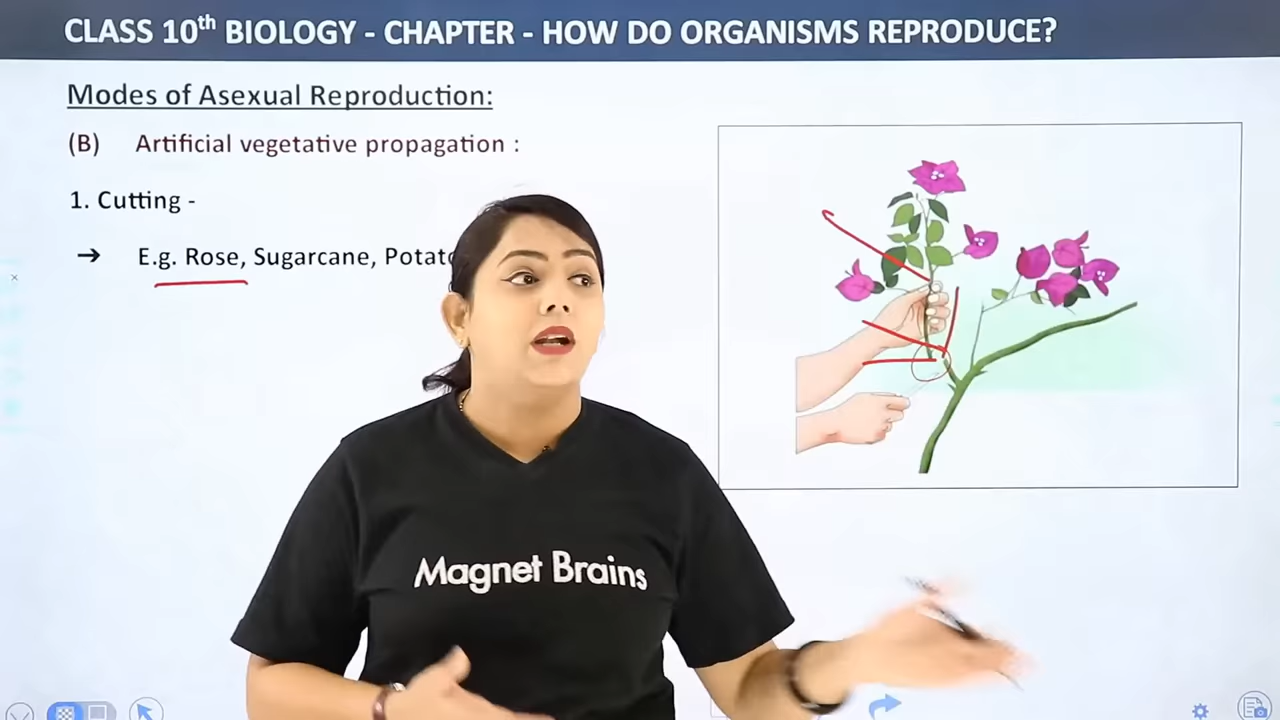 CLASS 10th BIOLOGY - CHAPTER - HOW DO ORGANISMS REPRODUCE?
Modes of Asexual Reproduction:
(B) Artificial vegetative propagation :
1. Cutting -
➔ E.g. Rose, Sugarcane,
Magnet Brains